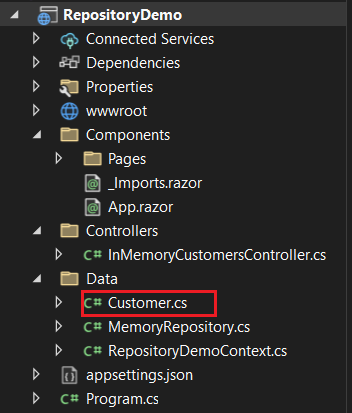 RepositoryDemo
Connected Services
Dependencies
Properties
wwwroot
Components
Pages
_Imports.razor
App.razor
Controllers
C# InMemoryCustomersController.cs
Data
C# Customer.cs
C# MemoryRepository.cs
C# RepositoryDemoContext.cs
appsettings.json
C# Program.cs